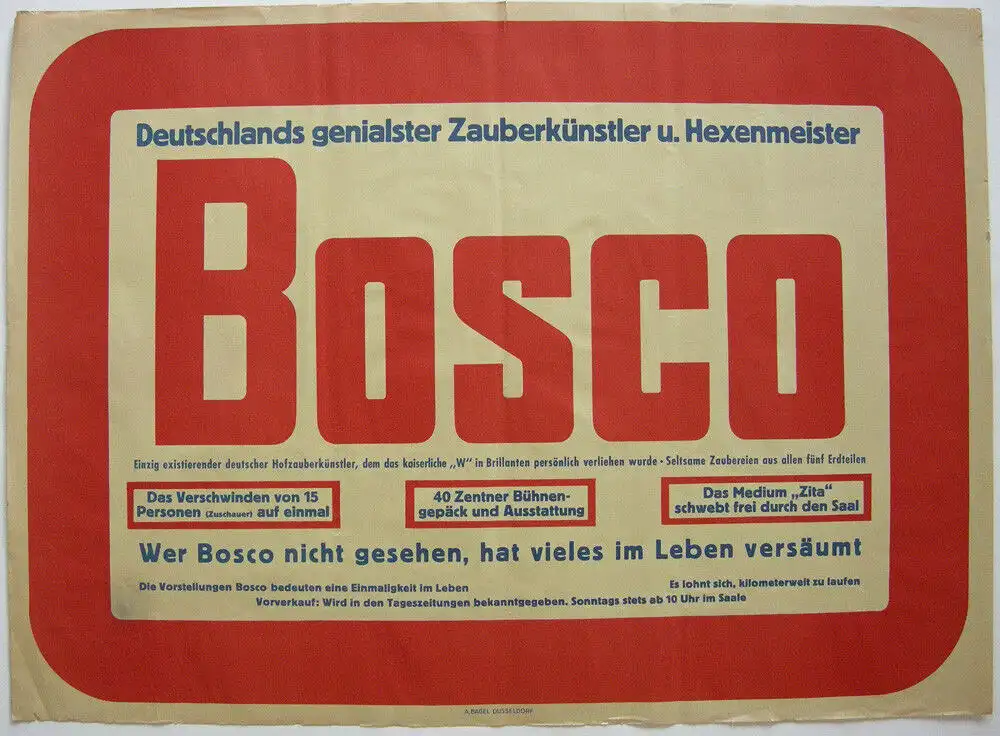 Deutschlands genialster Zauberkünstler u. Hexenmeister
Bosco
Einzig existierender deutscher Hofzauberkünstler, dem das kaiserliche „W" in Brillanten persönlich verliehen wurde · Seltsame Zaubereien aus allen fünf Erdteilen
Das Verschwinden von 15
Personen (Zuschauer) auf einmal
40 Zentner Bühnen-
gepäck und Ausstattung
Das Medium „Zita"
schwebt frei durch den Saal
Wer Bosco nicht gesehen, hat vieles im Leben versäumt
Die Vorstellungen Bosco bedeuten eine Einmaligkeit im Leben
Es lohnt sich, kilometerweit zu laufen
Vorverkauf: Wird in den Tageszeitungen bekanntgegeben. Sonntags stets ab 10 Uhr im Saale
A. BAGEL DÜSSELDORF